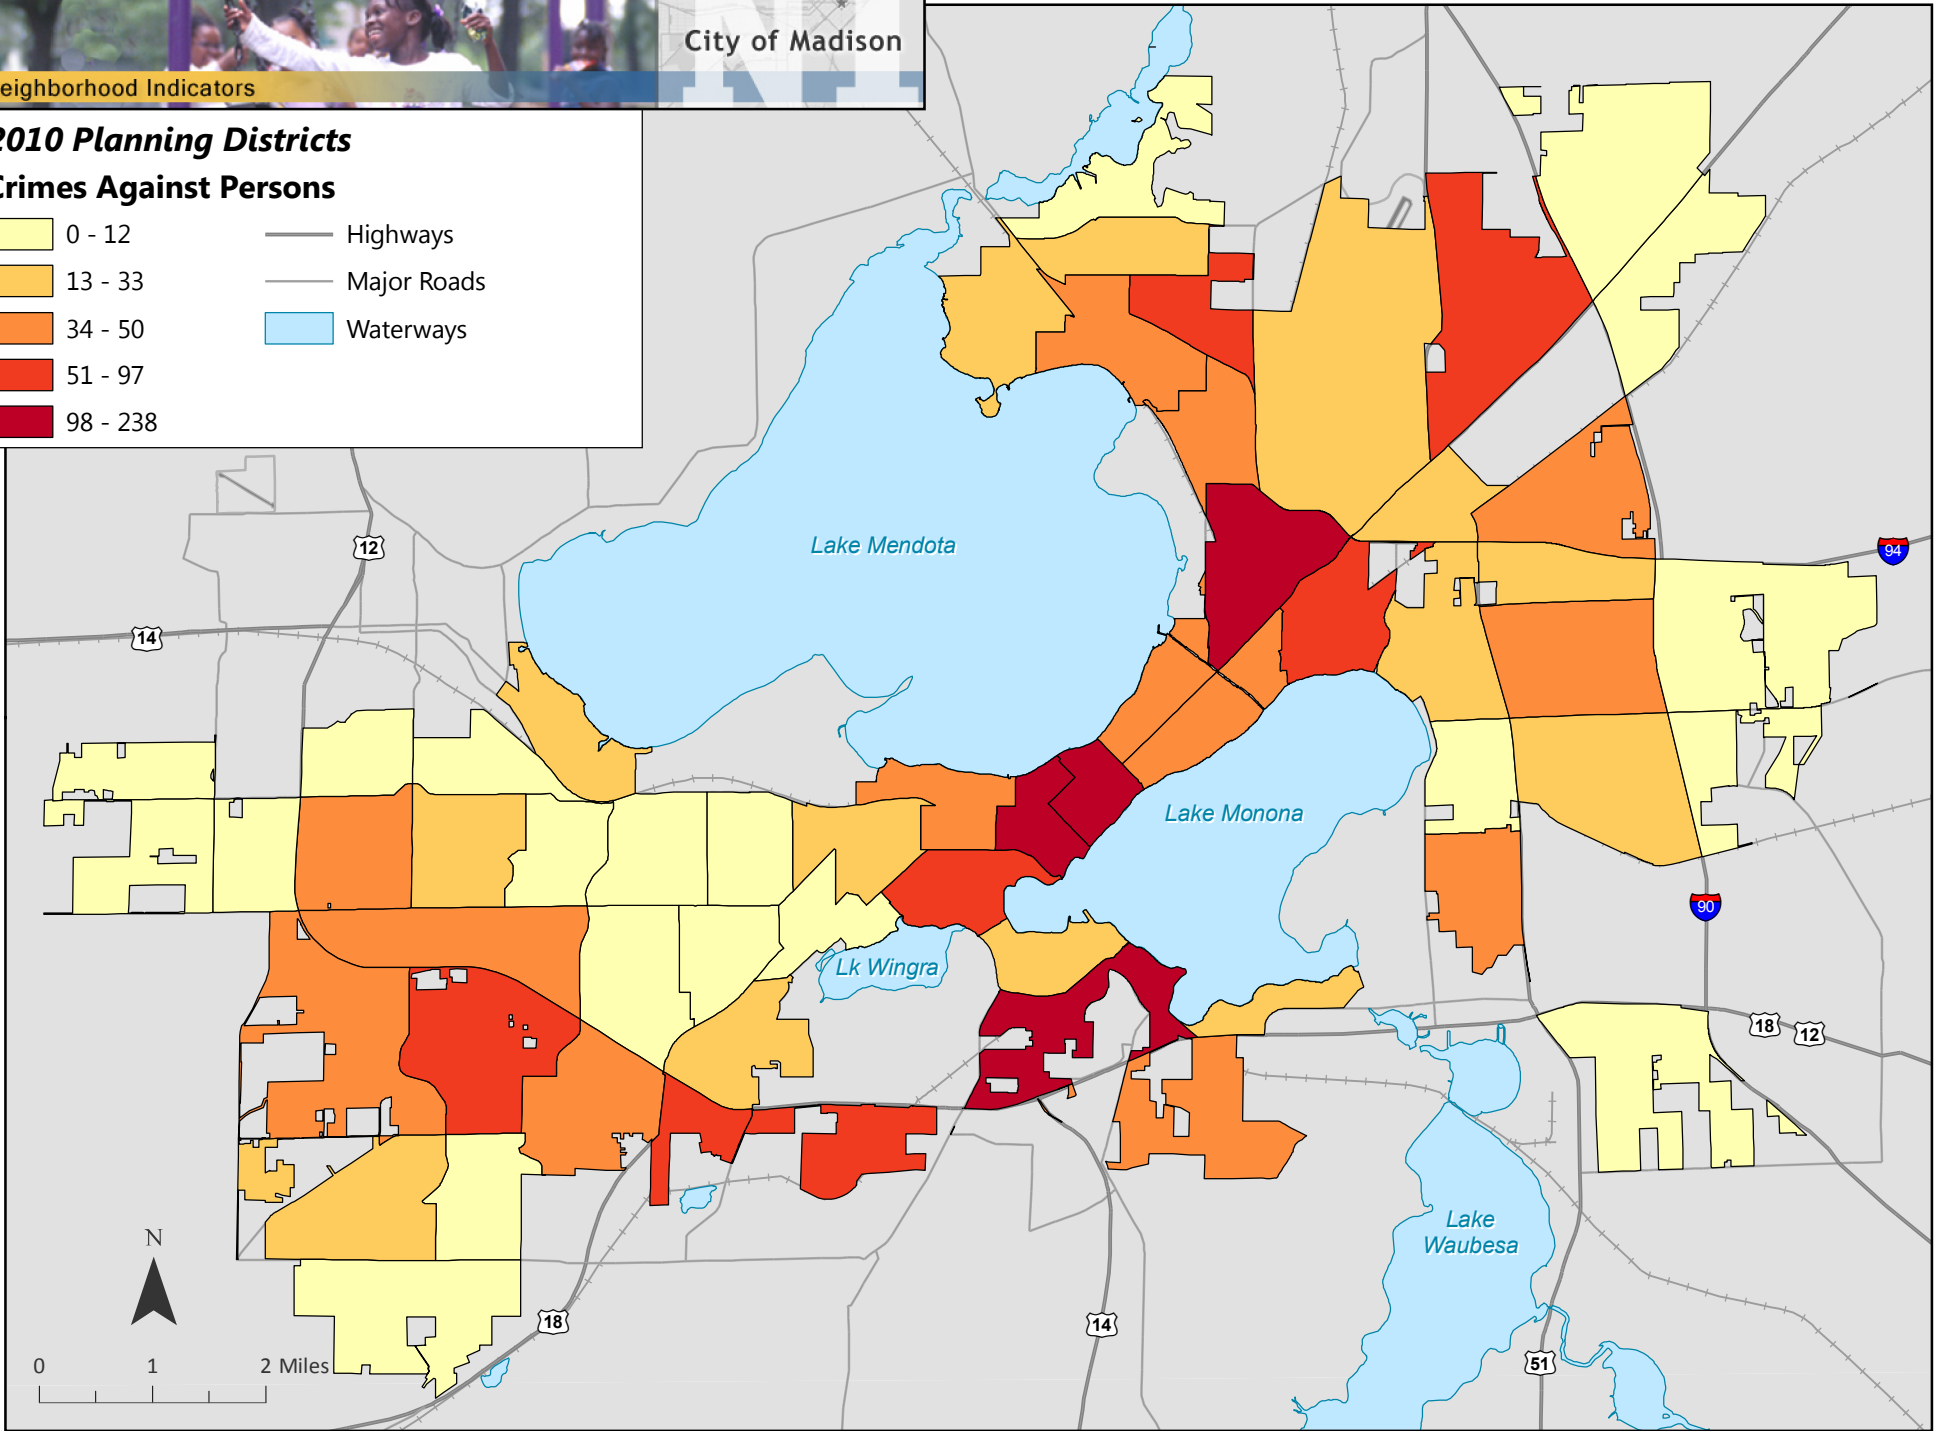 City of Madison
eighborhood Indicators
2010 Planning Districts
Crimes Against Persons
0 - 12
13 - 33
34 - 50
51 - 97
98 - 238
Highways
Major Roads
Waterways
12
14
94
Lake Mendota
Lake Monona
Lk Wingra
90
18
12
Lake
Waubesa
N
18
14
51
0 1 2 Miles